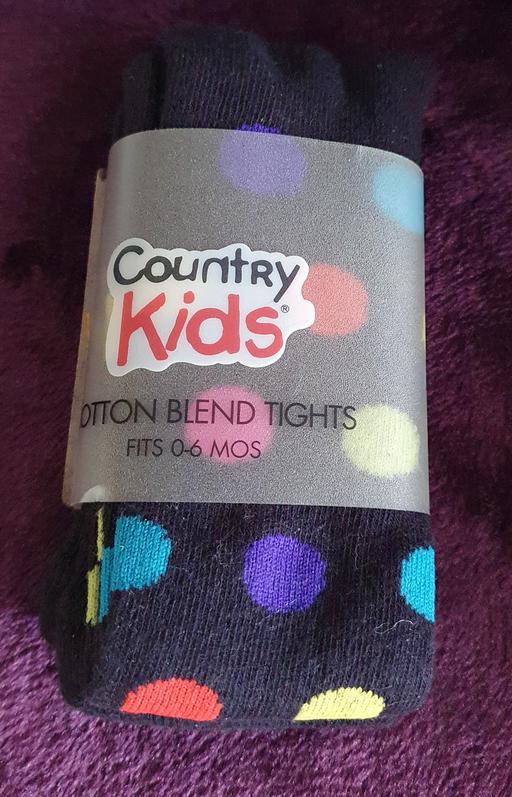 Country
Kids®
OTTON BLEND TIGHTS
FITS 0-6 MOS